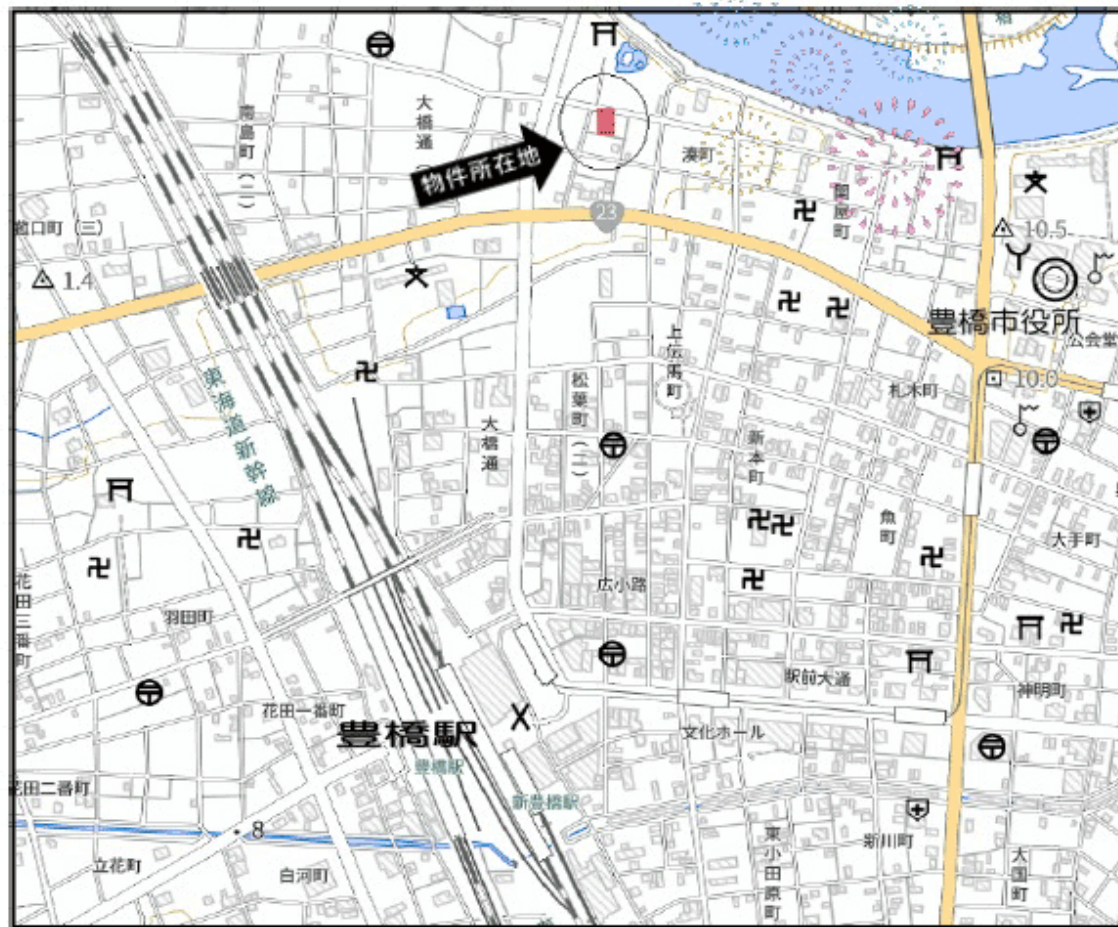 大橋通
南島町(二)
物件所在地
湊町
23
10.5
1.4
豊橋市役所
公会堂
上伝馬町
札木町
10.0
東海道新幹線
松葉町(二)
大橋通
新本町
魚町
大手町
広小路
花田三番町
羽田町
駅前大通
神明町
花田一番町
豊橋駅
豊橋駅
文化ホール
花田二番町
新豊橋駅
8
新川町
立花町
白河町
東小田原町
大国町